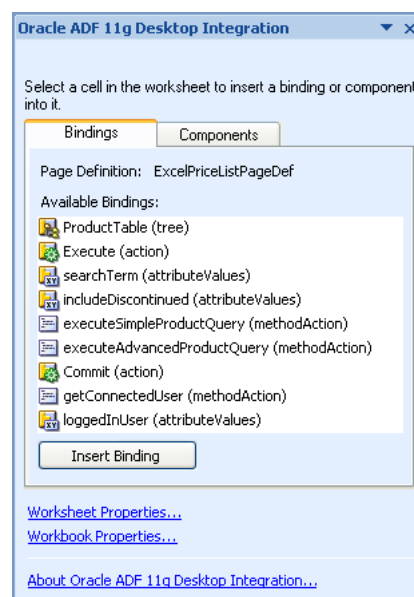 Oracle ADF 11g Desktop Integration
Select a cell in the worksheet to insert a binding or component
into it.
Bindings
Components
Page Definition: ExcelPriceListPageDef
Available Bindings:
ProductTable (tree)
Execute (action)
searchTerm (attributeValues)
includeDiscontinued (attributeValues)
executeSimpleProductQuery (methodAction)
executeAdvancedProductQuery (methodAction)
Commit (action)
getConnectedUser (methodAction)
loggedInUser (attributeValues)
Insert Binding
Worksheet Properties...
Workbook Properties...
About Oracle ADF 11g Desktop Integration...